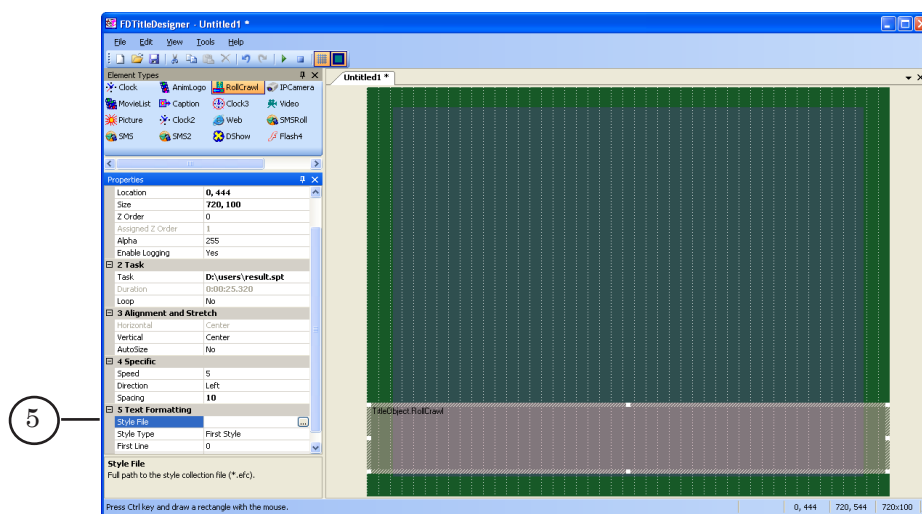 FDTitleDesigner - Untitled1 *
File Edit View Tools Help
Element Types
Clock AnimLogo RollCrawl IPCamera
MovieList Caption Clock3 Video
Picture Clock2 Web SMSRoll
SMS SMS2 DShow Flash4
Untitled1 *
Properties
Location 0, 444
Size 720, 100
Z Order 0
Assigned Z Order 1
Alpha 255
Enable Logging Yes
2 Task
Task D:\users\result.spt
Duration 0:00:25.320
Loop No
3 Alignment and Stretch
Horizontal Center
Vertical Center
AutoSize No
4 Specific
Speed 5
Direction Left
Spacing 10
5 Text Formatting
Style File ...
Style Type First Style
First Line 0
Style File
Full path to the style collection file (*.efc).
TitleObject.RollCrawl
5
Press Ctrl key and draw a rectangle with the mouse.
0, 444 720, 544 720x100